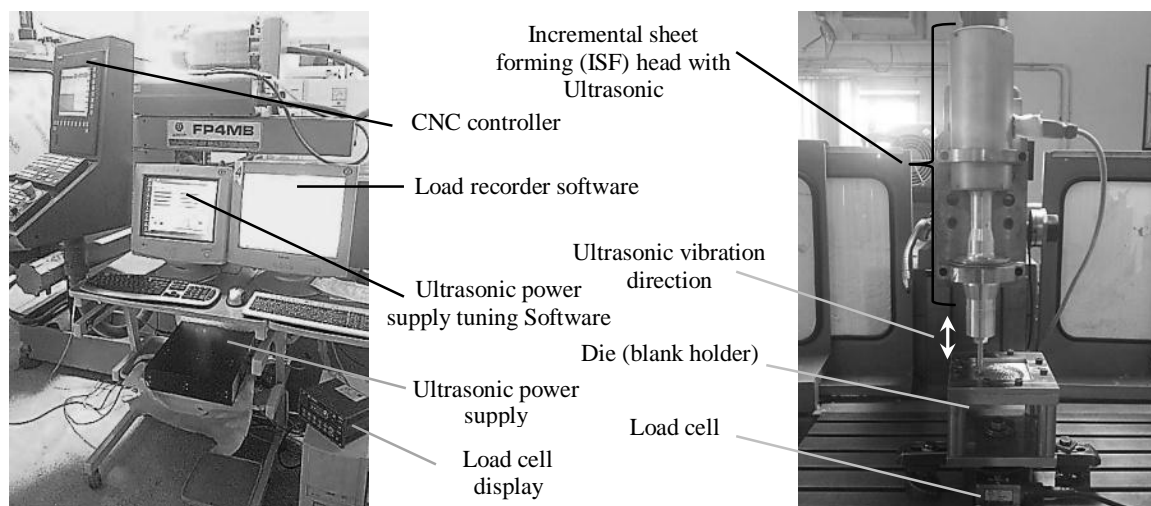 FP4MB
CNC controller
Load recorder software
Ultrasonic power
supply tuning Software
Ultrasonic power
supply
Load cell
display
Incremental sheet
forming (ISF) head with
Ultrasonic
Ultrasonic vibration
direction
Die (blank holder)
Load cell